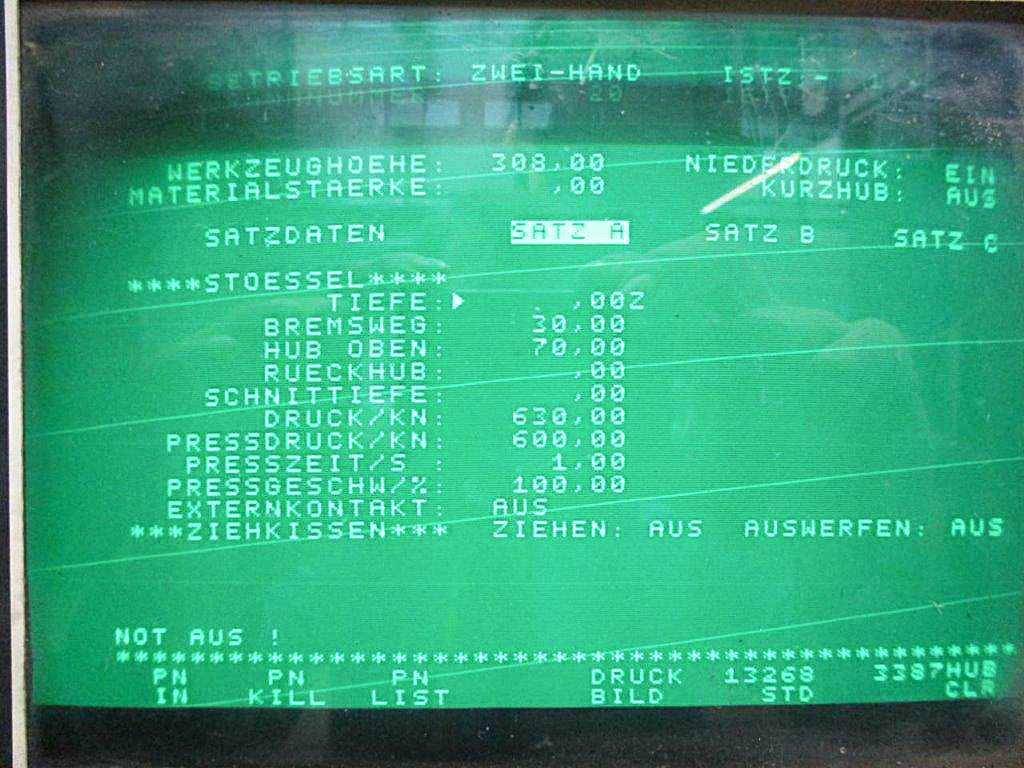 BETRIEBSART: ZWEI-HAND ISTZ:-
20
WERKZEUGHOEHE: 308,00 NIEDERDRUCK: EIN
MATERIALSTAERKE: ,00 KURZHUB: AUS
SATZDATEN SATZ A SATZ B SATZ C
****STOESSEL****
TIEFE: ,00Z
BREMSWEG: 30,00
HUB OBEN: 70,00
RUECKHUB: ,00
SCHNITTIEFE: ,00
DRUCK/KN: 630,00
PRESSDRUCK/KN: 600,00
PRESSZEIT/S : 1,00
PRESSGESCHW/%: 100,00
EXTERNKONTAKT: AUS
***ZIEHKISSEN*** ZIEHEN: AUS AUSWERFEN: AUS
NOT AUS !
************************************************
PN PN PN DRUCK 13268 3387HUB
IN KILL LIST BILD STD CLR